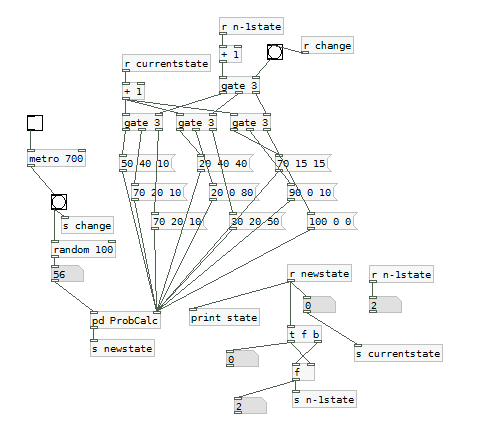 r n-1state
r change
+ 1
r currentstate
gate 3
+ 1
gate 3
gate 3
gate 3
metro 700
50 40 10
20 40 40
70 15 15
70 20 10
20 0 80
90 0 10
70 20 10
30 20 50
100 0 0
s change
random 100
56
r newstate
r n-1state
0
2
pd ProbCalc
print state
t f b
s newstate
s currentstate
0
f
2
s n-1state